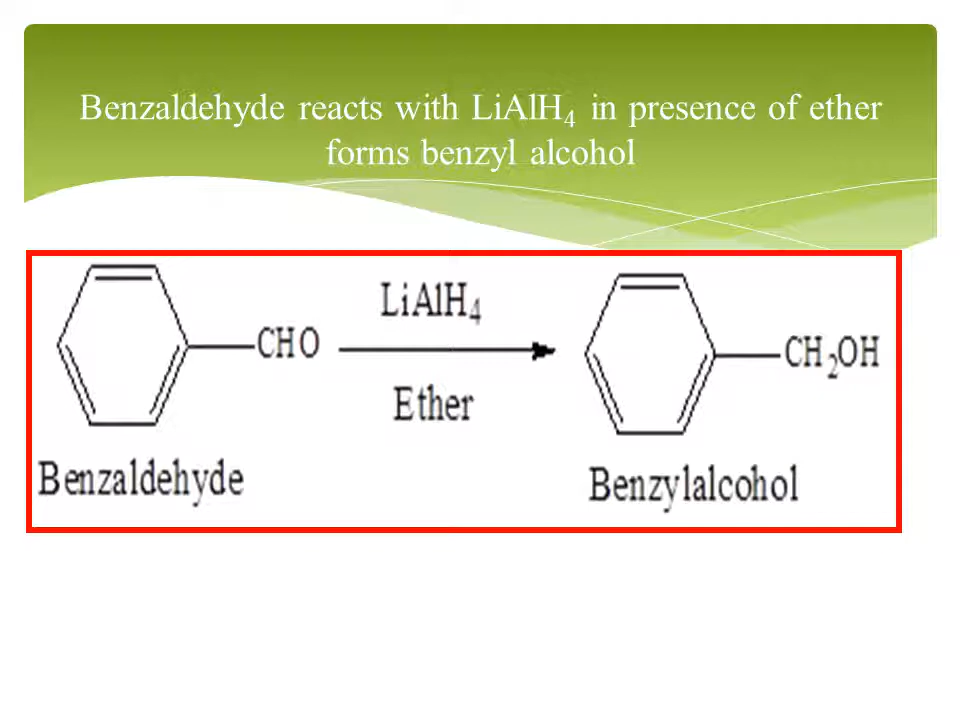 Benzaldehyde reacts with LiAlH₄ in presence of ether
forms benzyl alcohol
LiAlH₄
CHO
CH₂OH
Ether
Benzaldehyde
Benzylalcohol